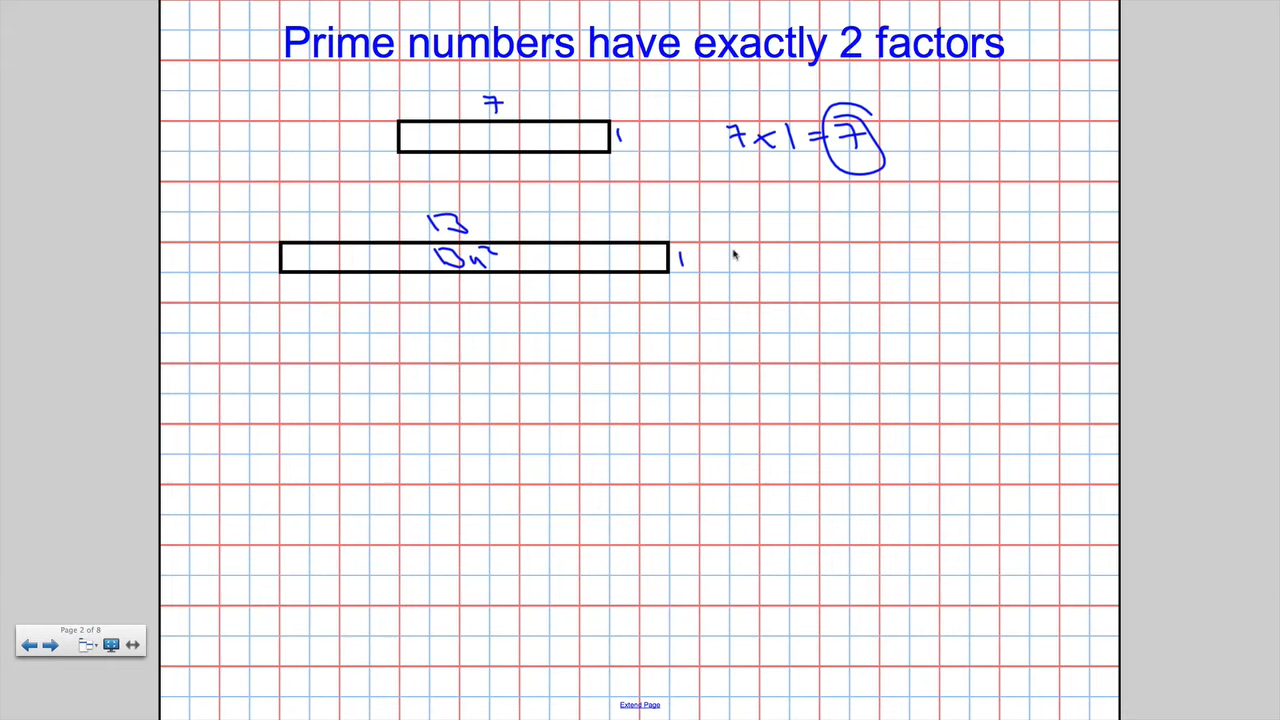 Prime numbers have exactly 2 factors
7
1
7 x 1 = 7
13
13u²
1
Page 2 of 8
Extend Page